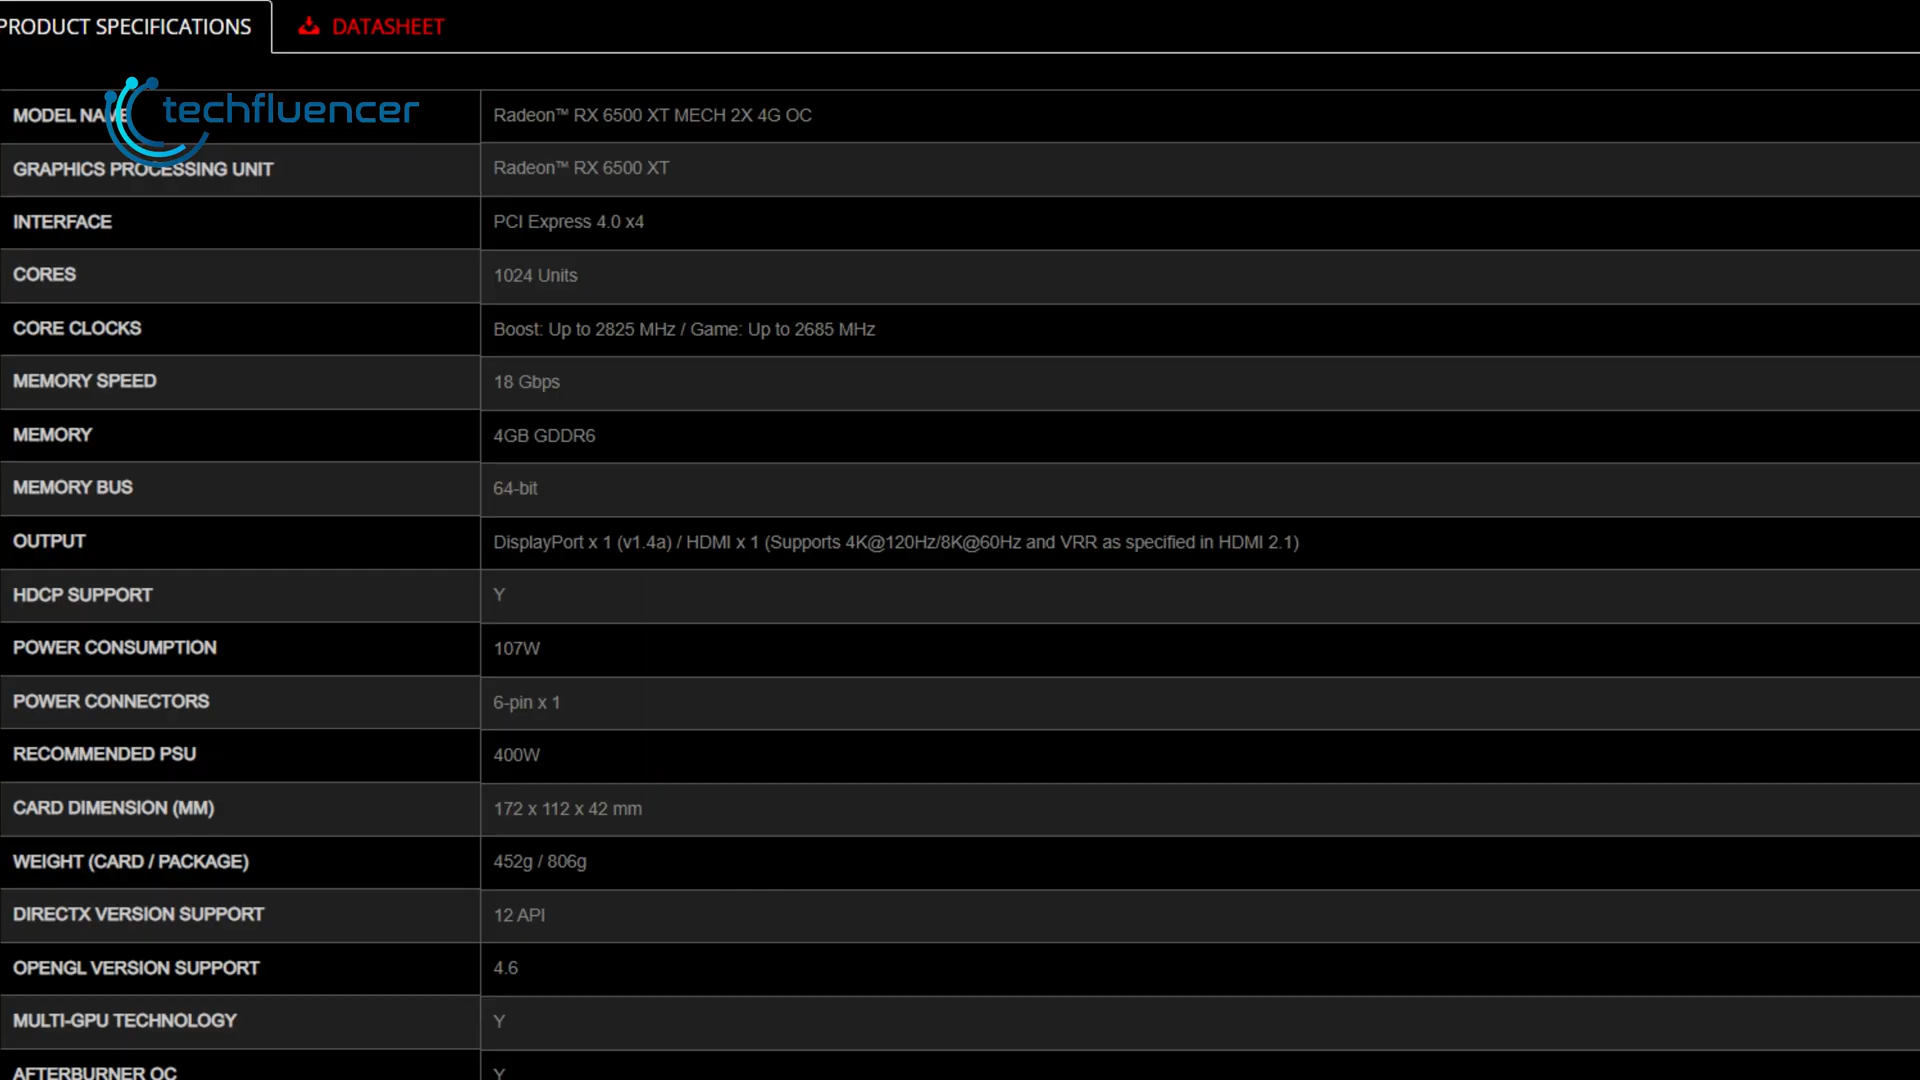 PRODUCT SPECIFICATIONS DATASHEET
techfluencer
MODEL NAME Radeon™ RX 6500 XT MECH 2X 4G OC
GRAPHICS PROCESSING UNIT Radeon™ RX 6500 XT
INTERFACE PCI Express 4.0 x4
CORES 1024 Units
CORE CLOCKS Boost: Up to 2825 MHz / Game: Up to 2685 MHz
MEMORY SPEED 18 Gbps
MEMORY 4GB GDDR6
MEMORY BUS 64-bit
OUTPUT DisplayPort x 1 (v1.4a) / HDMI x 1 (Supports 4K@120Hz/8K@60Hz and VRR as specified in HDMI 2.1)
HDCP SUPPORT Y
POWER CONSUMPTION 107W
POWER CONNECTORS 6-pin x 1
RECOMMENDED PSU 400W
CARD DIMENSION (MM) 172 x 112 x 42 mm
WEIGHT (CARD / PACKAGE) 452g / 806g
DIRECTX VERSION SUPPORT 12 API
OPENGL VERSION SUPPORT 4.6
MULTI-GPU TECHNOLOGY Y
AFTERBURNER OC Y